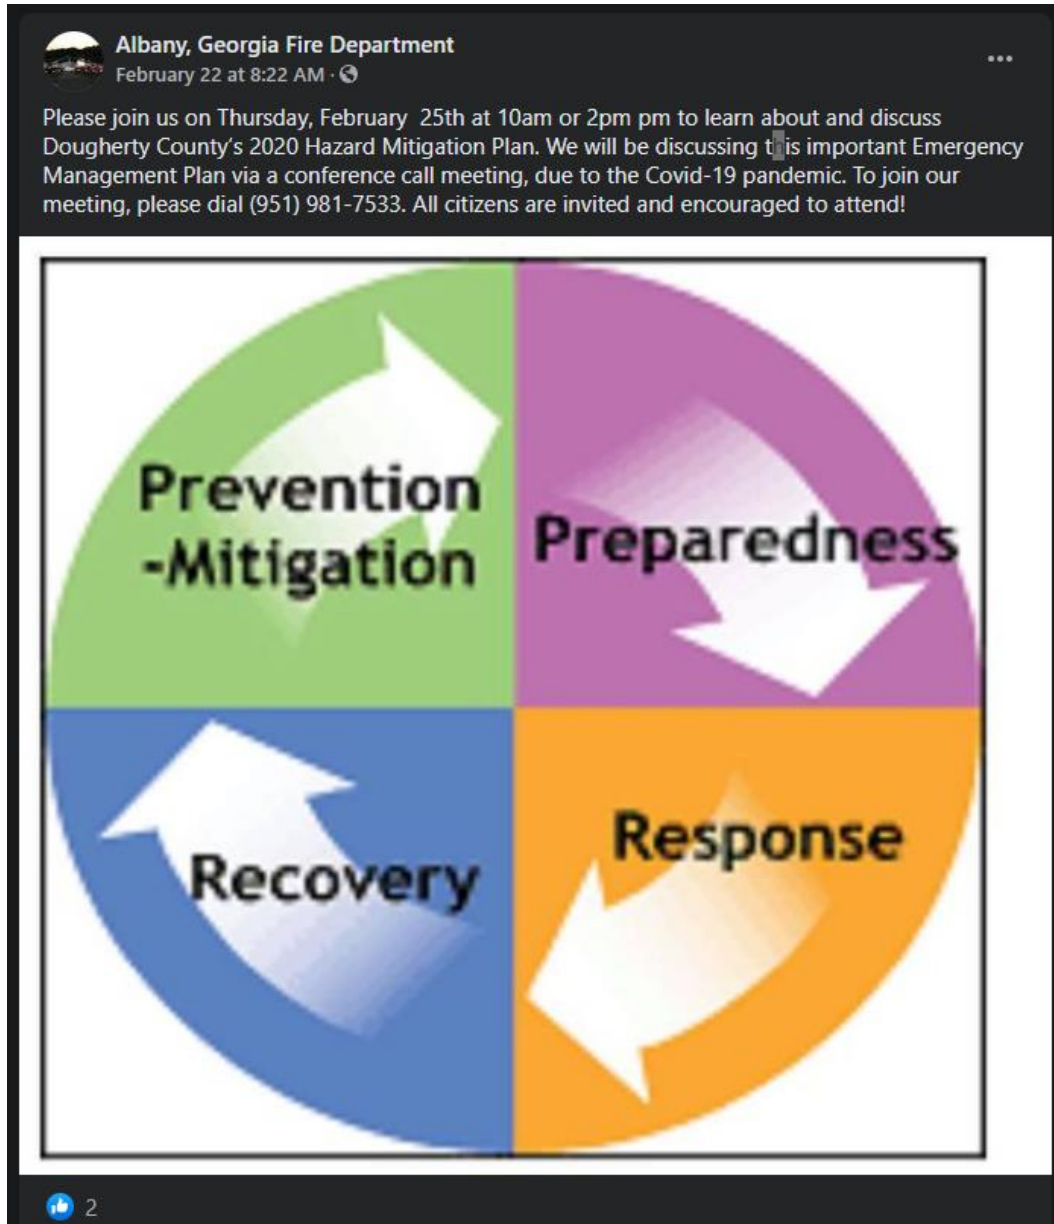 Albany, Georgia Fire Department
February 22 at 8:22 AM ·
Please join us on Thursday, February 25th at 10am or 2pm pm to learn about and discuss
Dougherty County's 2020 Hazard Mitigation Plan. We will be discussing this important Emergency
Management Plan via a conference call meeting, due to the Covid-19 pandemic. To join our
meeting, please dial (951) 981-7533. All citizens are invited and encouraged to attend!
Prevention
-Mitigation
Preparedness
Recovery
Response
2